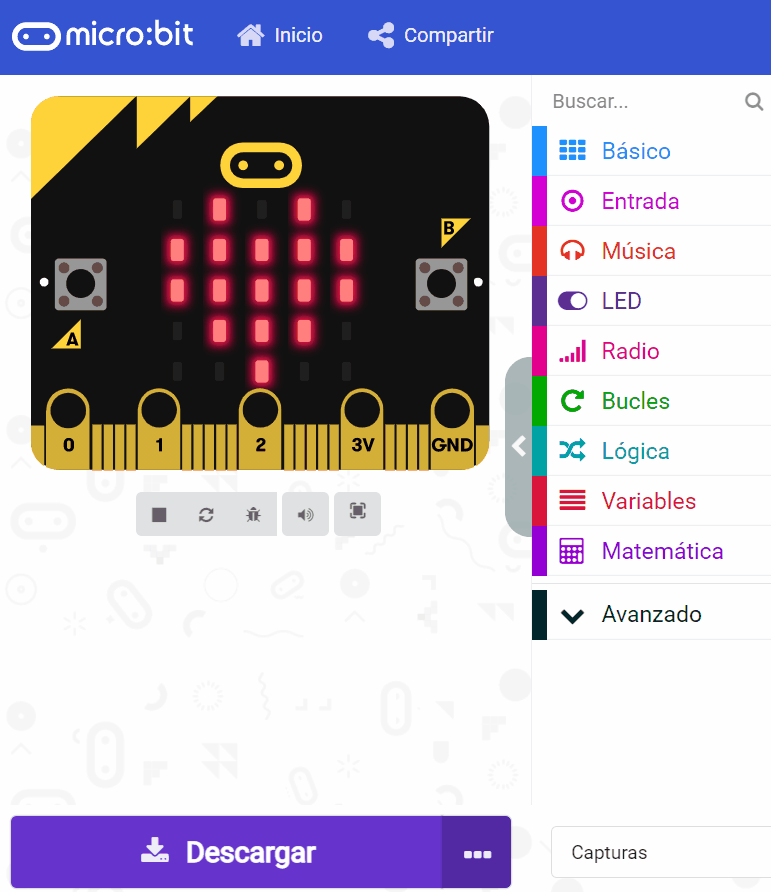 micro:bit Inicio Compartir
Buscar...
Básico
Entrada
B
Música
LED
A
Radio
Bucles
0 1 2 3V GND
Lógica
Variables
Matemática
Avanzado
Descargar
Capturas